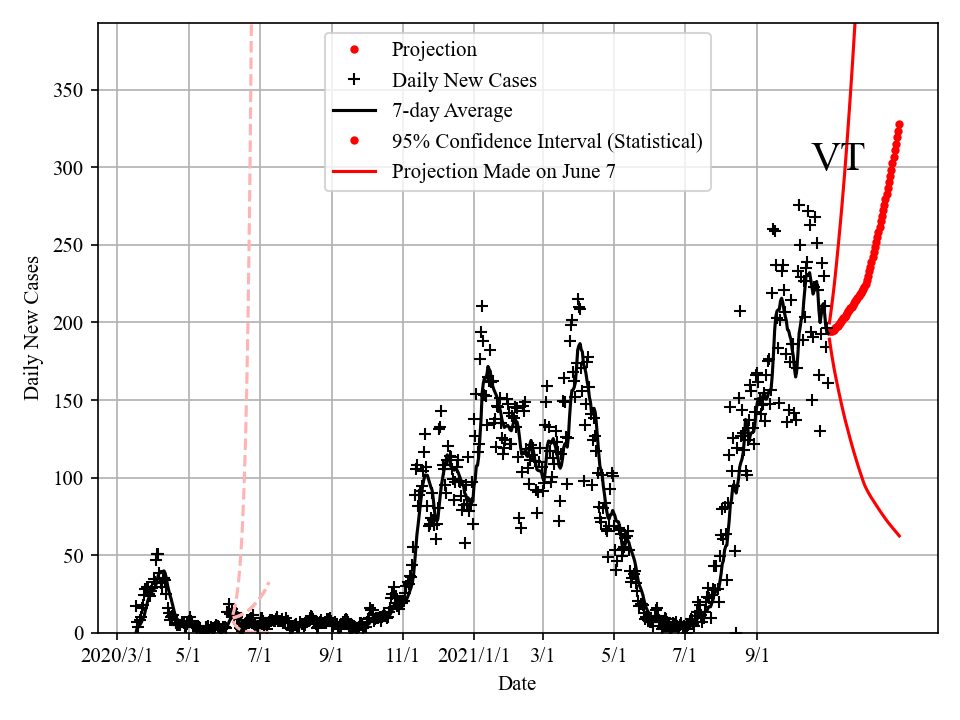 Projection
Daily New Cases
7-day Average
95% Confidence Interval (Statistical)
Projection Made on June 7
VT
350
300
250
200
150
100
50
0
Daily New Cases
2020/3/1 5/1 7/1 9/1 11/1 2021/1/1 3/1 5/1 7/1 9/1
Date